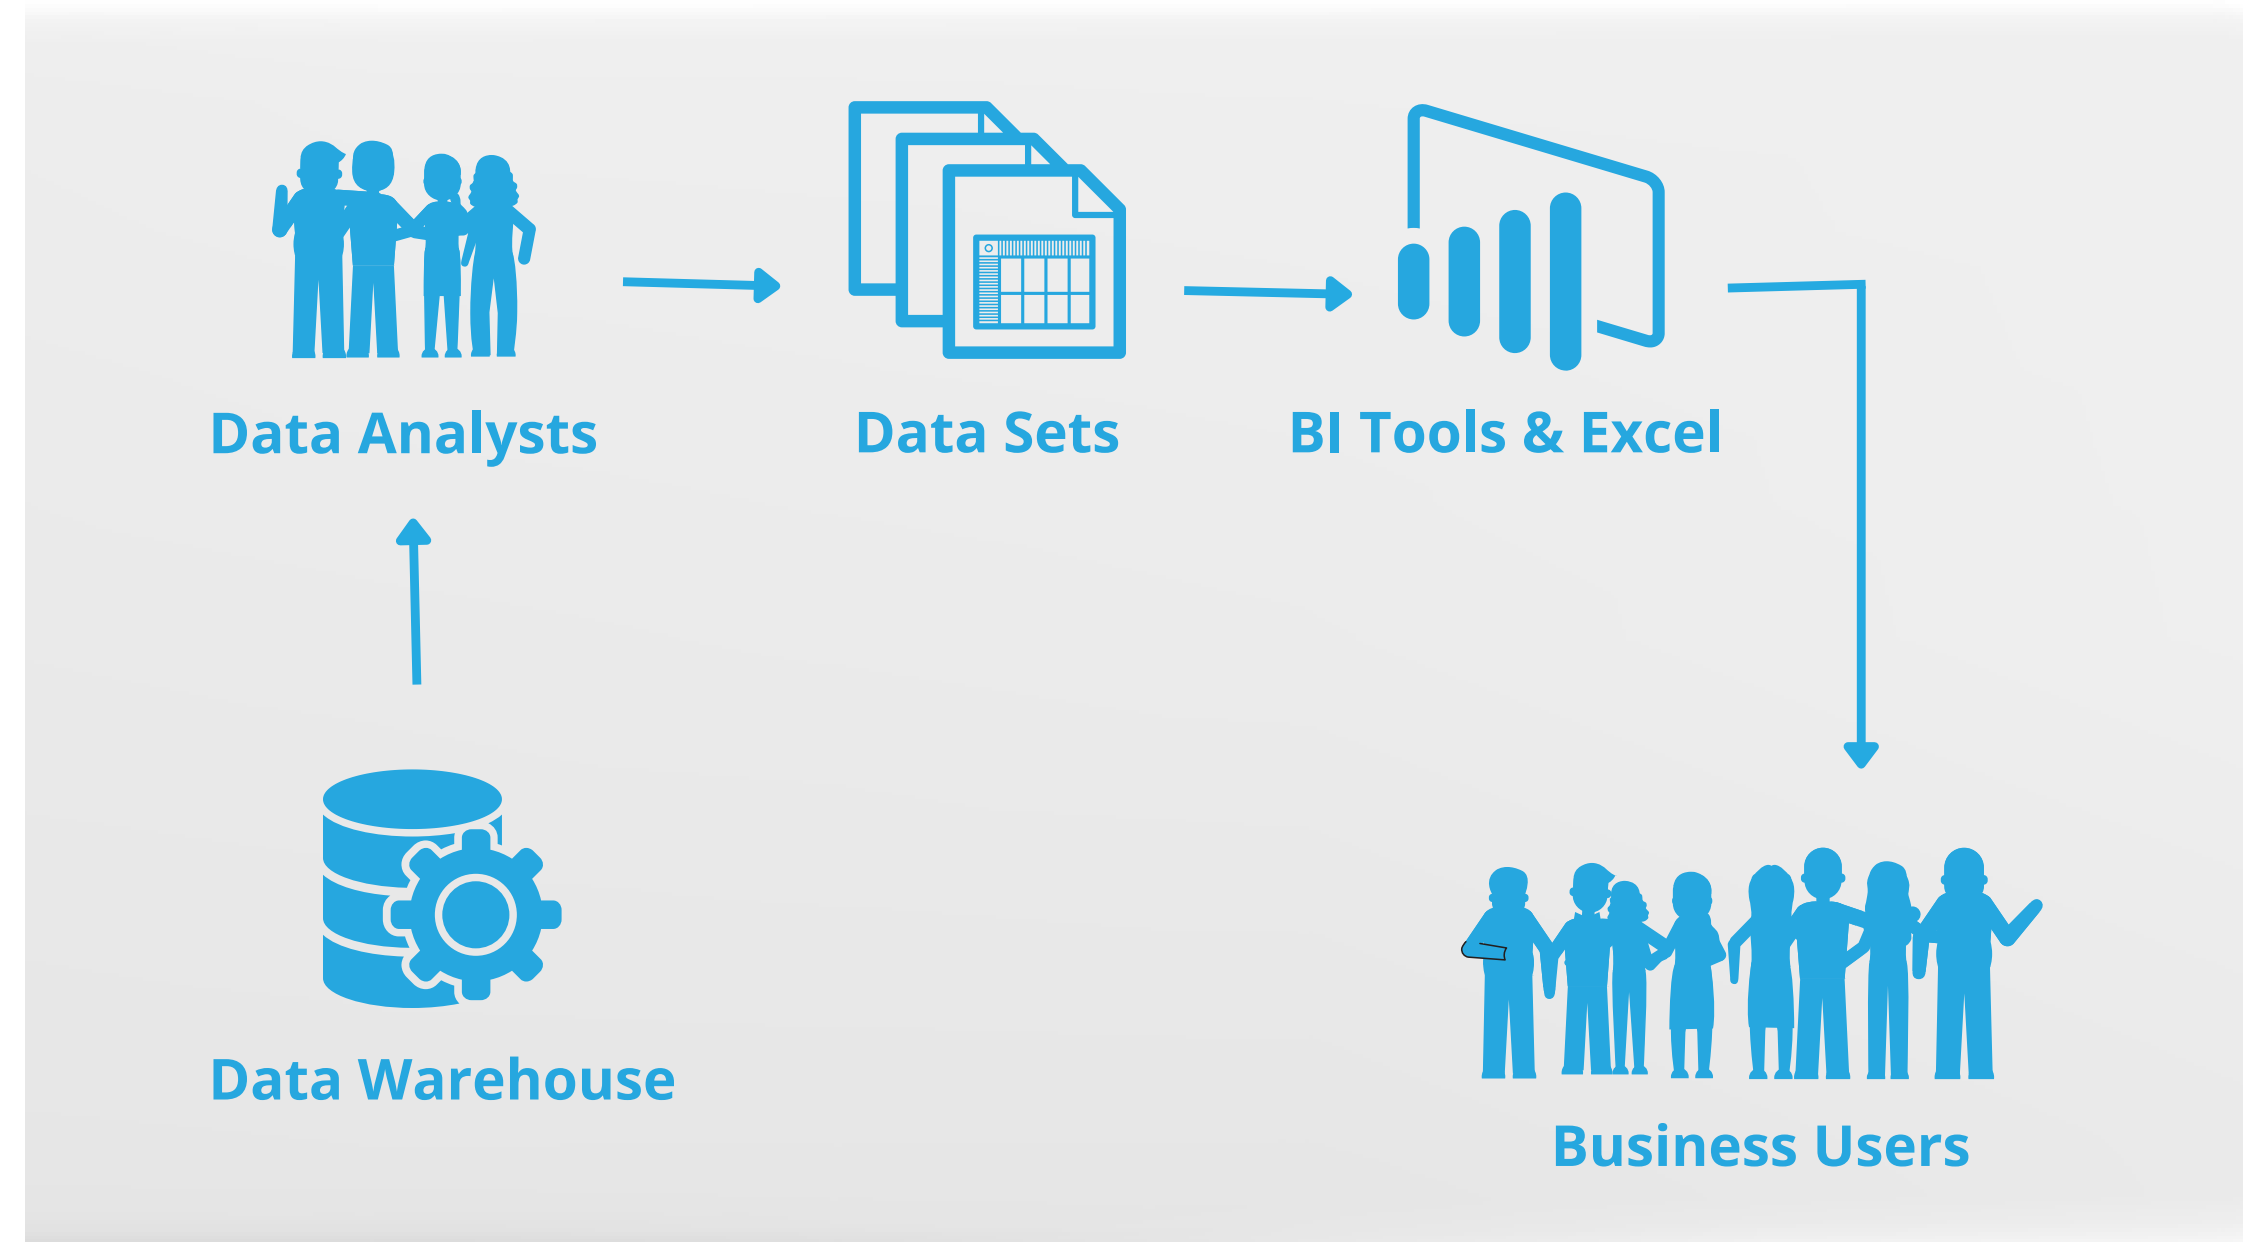 Data Analysts
Data Sets
BI Tools & Excel
Data Warehouse
Business Users